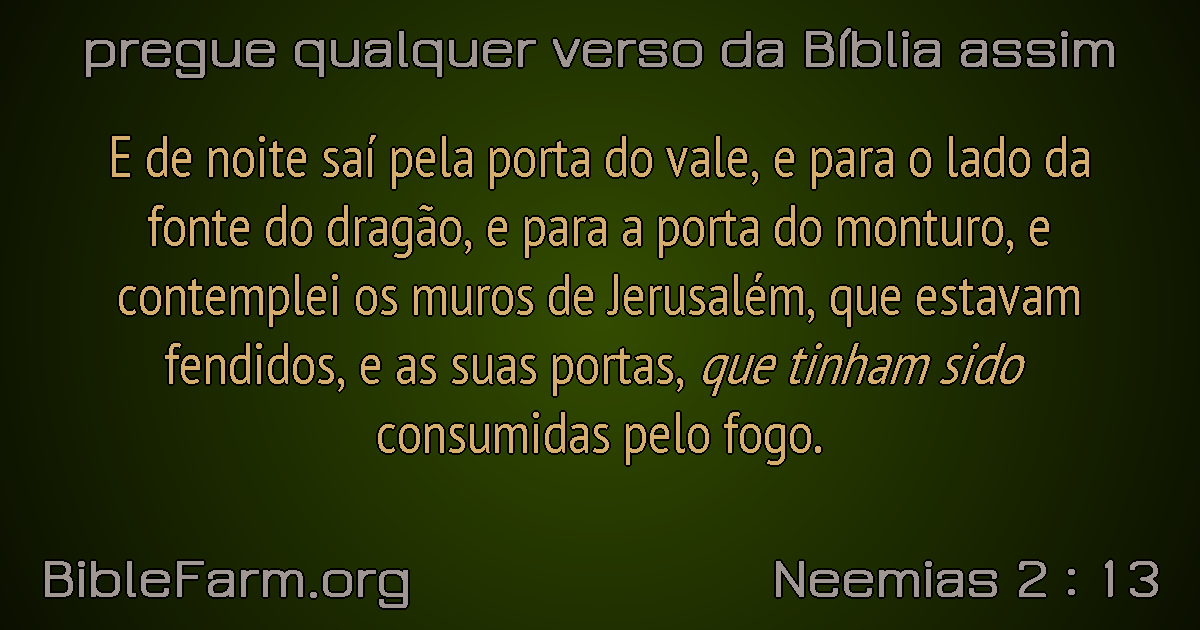 pregue qualquer verso da Bíblia assim
E de noite saí pela porta do vale, e para o lado da
fonte do dragão, e para a porta do monturo, e
contemplei os muros de Jerusalém, que estavam
fendidos, e as suas portas, que tinham sido
consumidas pelo fogo.
BibleFarm.org
Neemias 2 : 13